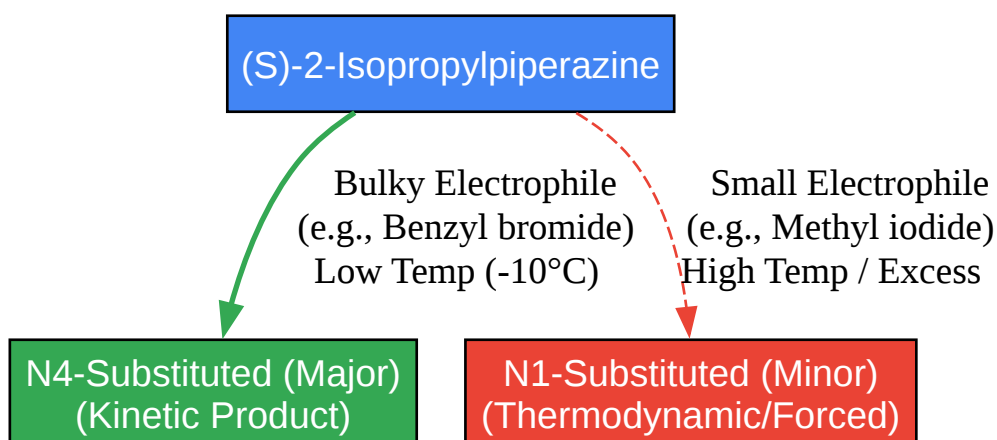 (S)-2-Isopropylpiperazine
Bulky Electrophile
(e.g., Benzyl bromide)
Low Temp (-10°C)
Small Electrophile
(e.g., Methyl iodide)
High Temp / Excess
N4-Substituted (Major)
(Kinetic Product)
N1-Substituted (Minor)
(Thermodynamic/Forced)